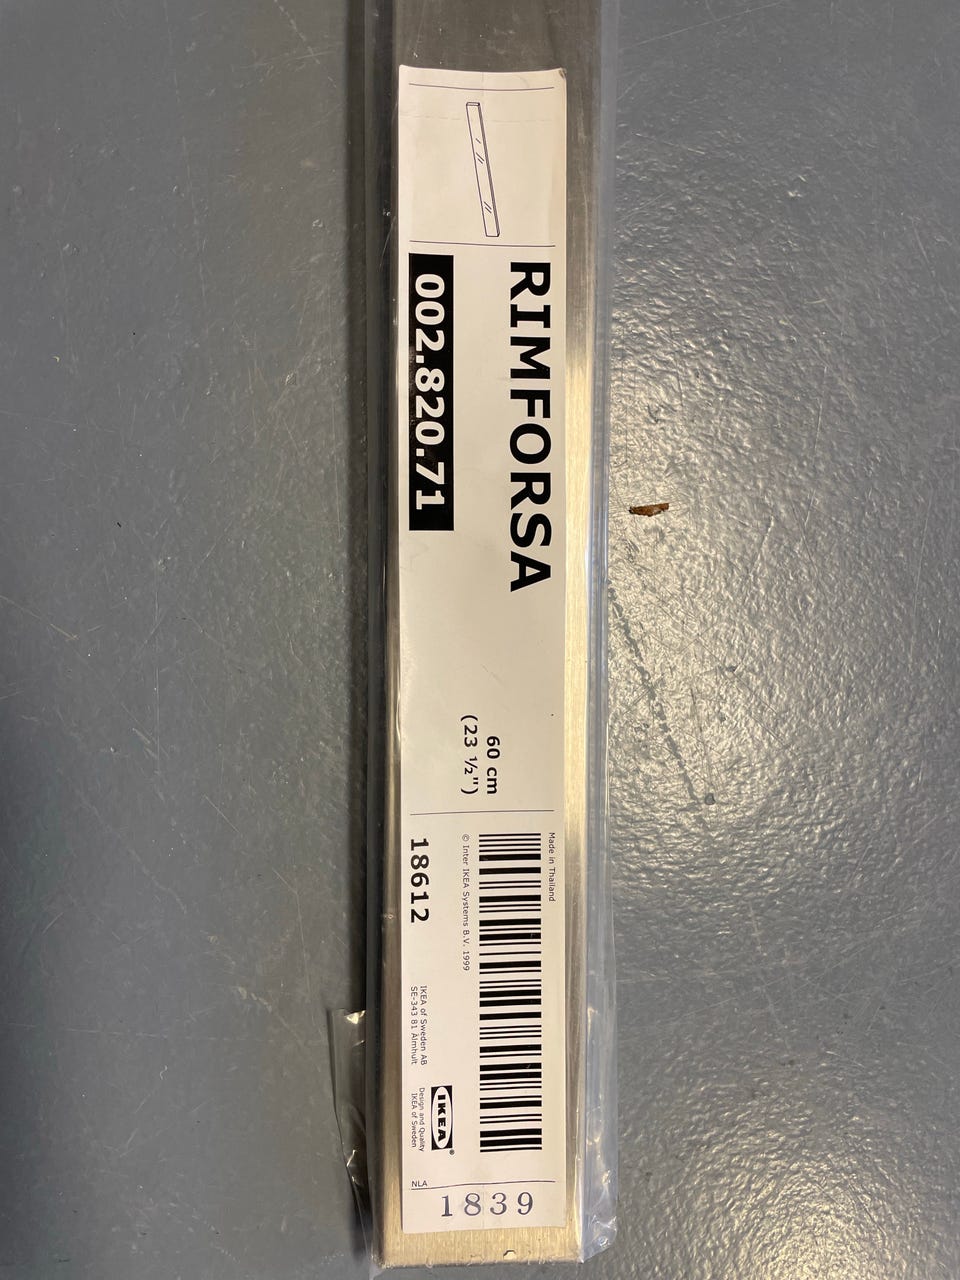 RIMFORSA
002.820.71
60 cm
(23 ½")
Made in Thailand
© Inter IKEA Systems B.V. 1999
18612
IKEA of Sweden AB
SE-343 81 Älmhult
IKEA®
Design and Quality
IKEA of Sweden
NLA
1839